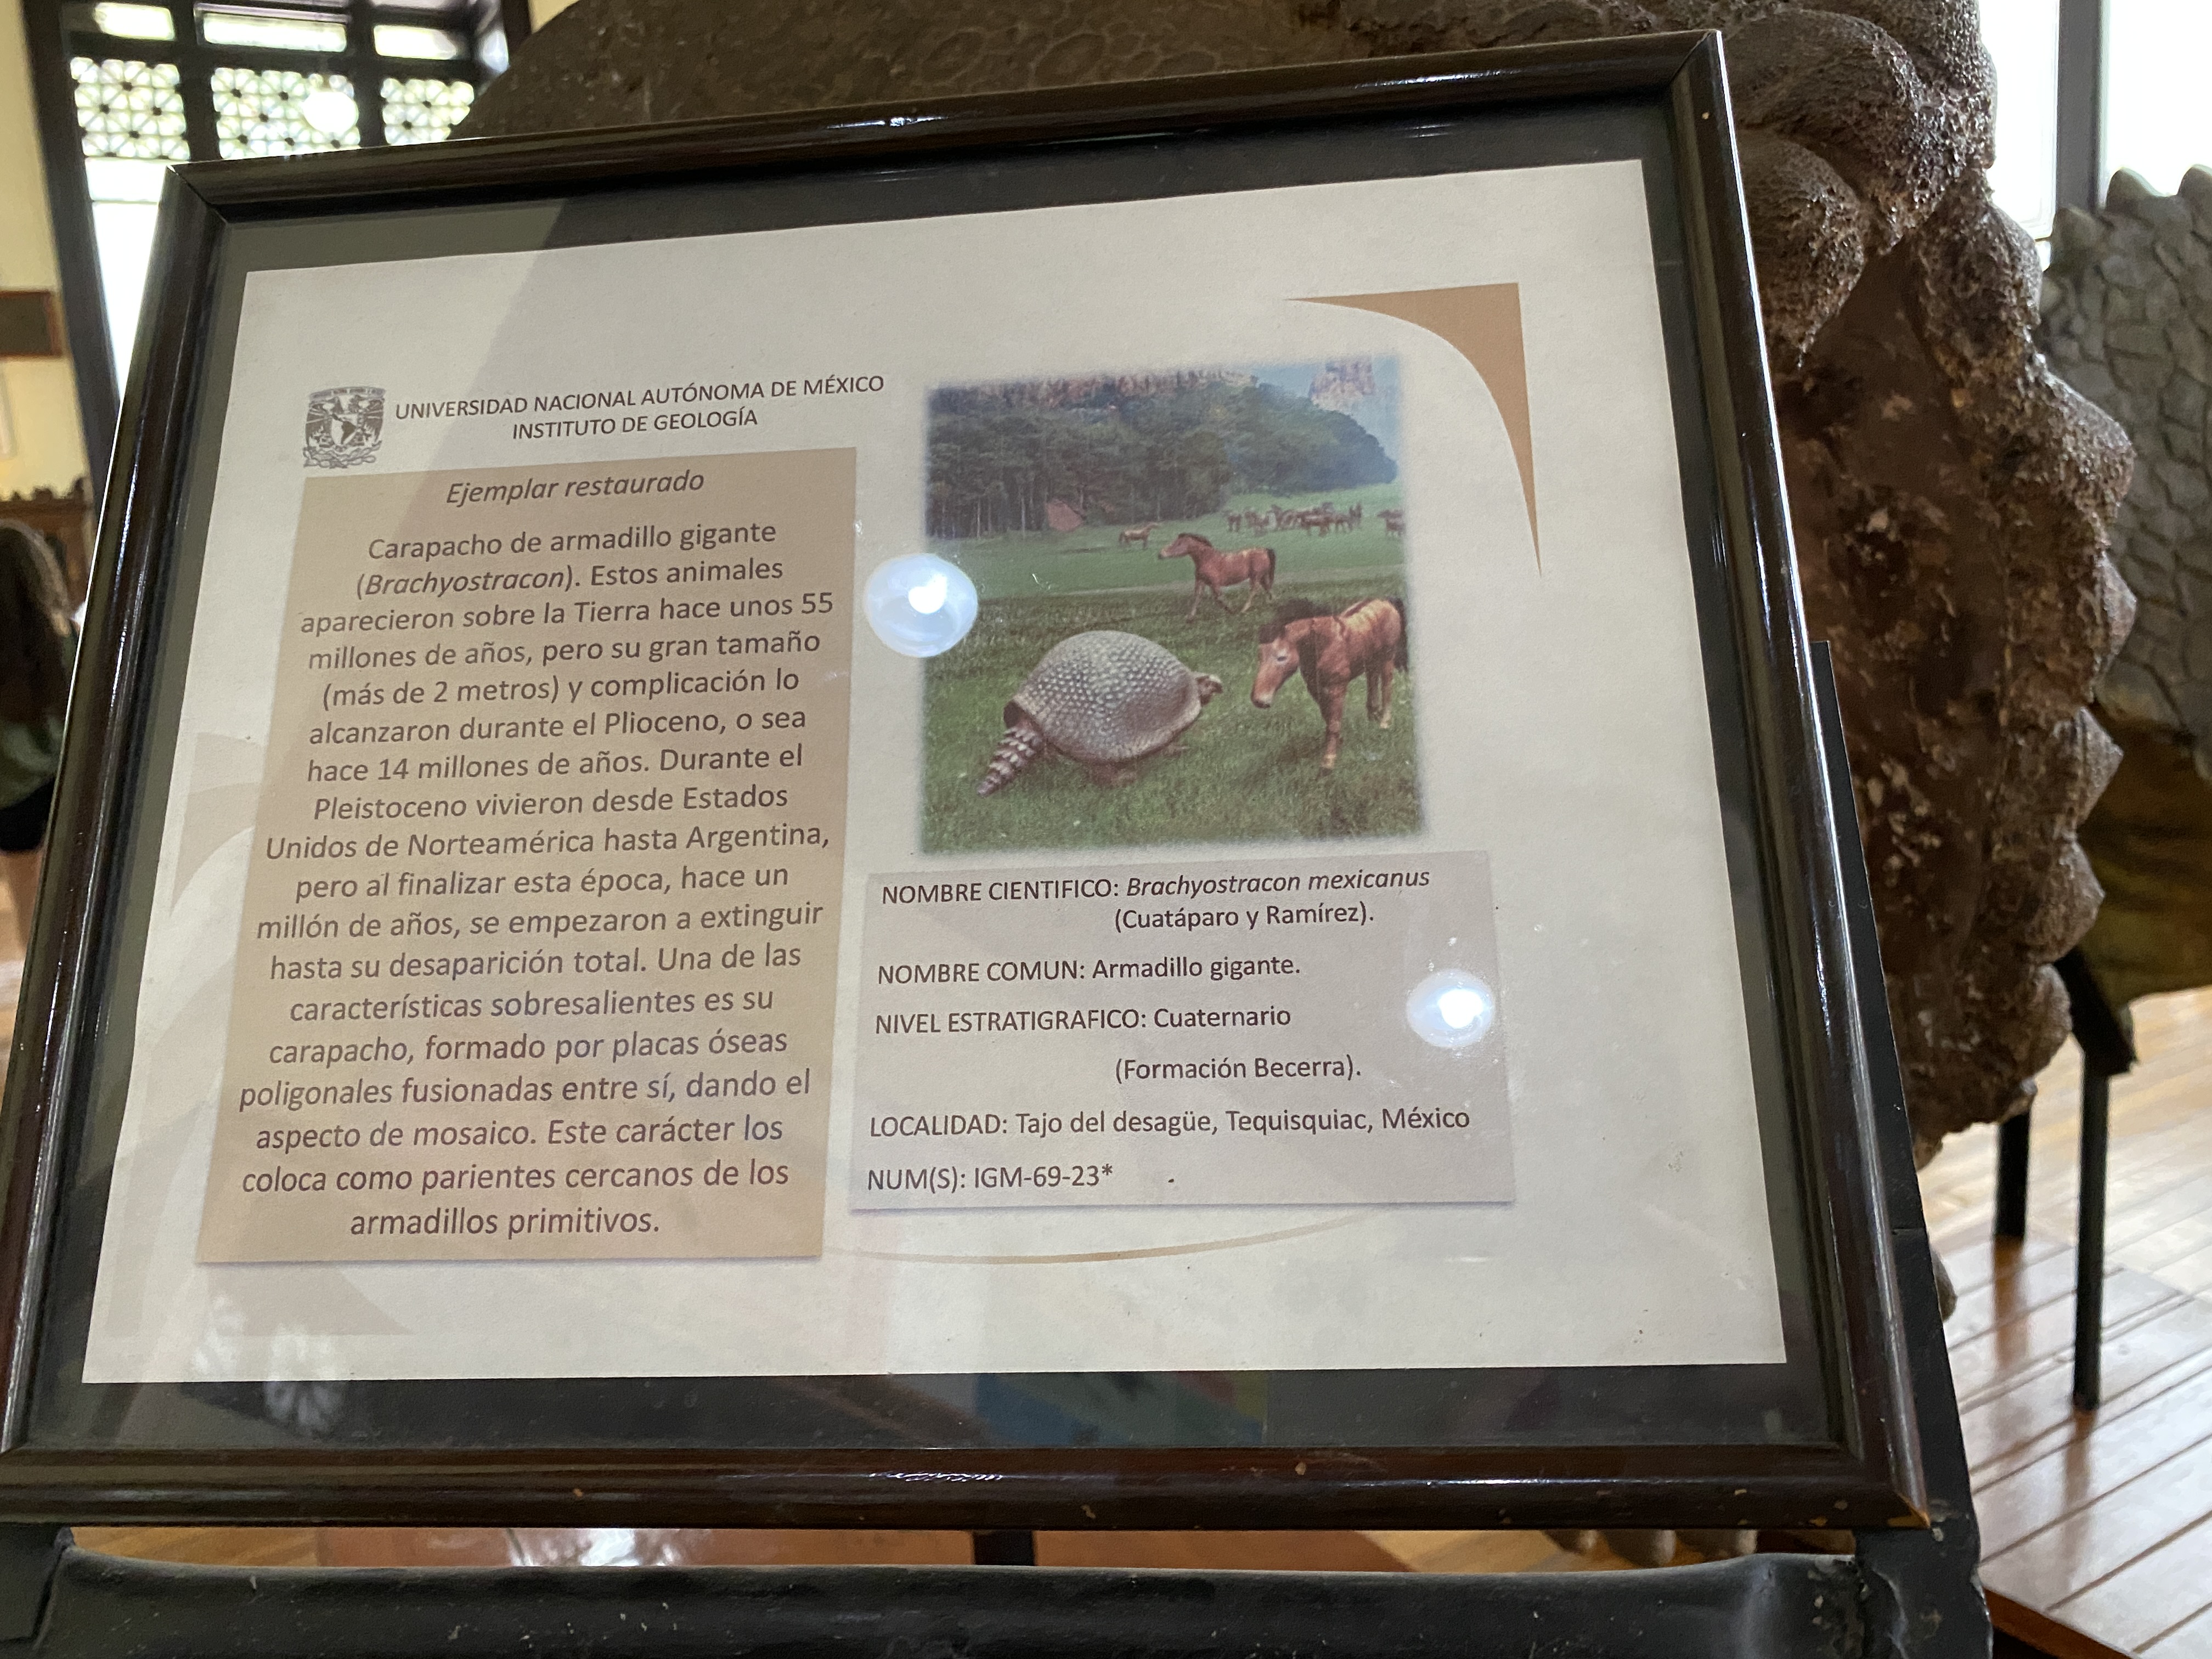 UNIVERSIDAD NACIONAL AUTÓNOMA DE MÉXICO
INSTITUTO DE GEOLOGÍA
Ejemplar restaurado
Carapacho de armadillo gigante
(Brachyostracon). Estos animales
aparecieron sobre la Tierra hace unos 55
millones de años, pero su gran tamaño
(más de 2 metros) y complicación lo
alcanzaron durante el Plioceno, o sea
hace 14 millones de años. Durante el
Pleistoceno vivieron desde Estados
Unidos de Norteamérica hasta Argentina,
pero al finalizar esta época, hace un
millón de años, se empezaron a extinguir
hasta su desaparición total. Una de las
características sobresalientes es su
carapacho, formado por placas óseas
poligonales fusionadas entre sí, dando el
aspecto de mosaico. Este carácter los
coloca como parientes cercanos de los
armadillos primitivos.
NOMBRE CIENTIFICO: Brachyostracon mexicanus
(Cuatáparo y Ramírez).
NOMBRE COMUN: Armadillo gigante.
NIVEL ESTRATIGRAFICO: Cuaternario
(Formación Becerra).
LOCALIDAD: Tajo del desagüe, Tequisquiac, México
NUM(S): IGM-69-23*